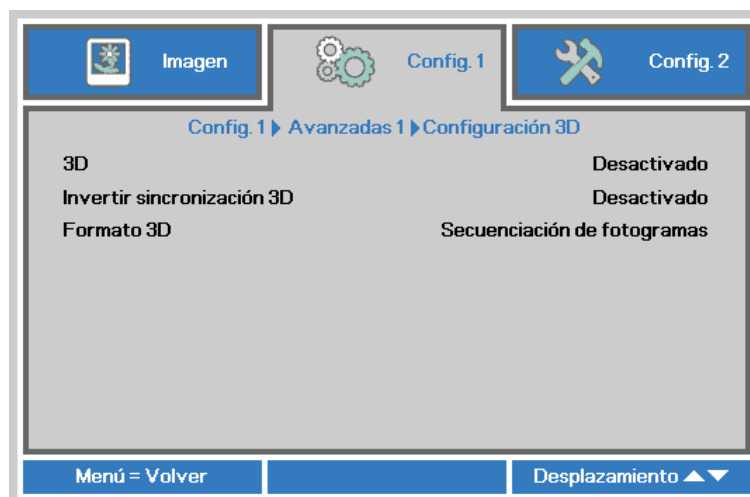 Imagen
Config. 1
Config. 2
Config. 1 Avanzadas 1 Configuración 3D
3D Desactivado
Invertir sincronización 3D Desactivado
Formato 3D Secuenciación de fotogramas
Menú = Volver
Desplazamiento